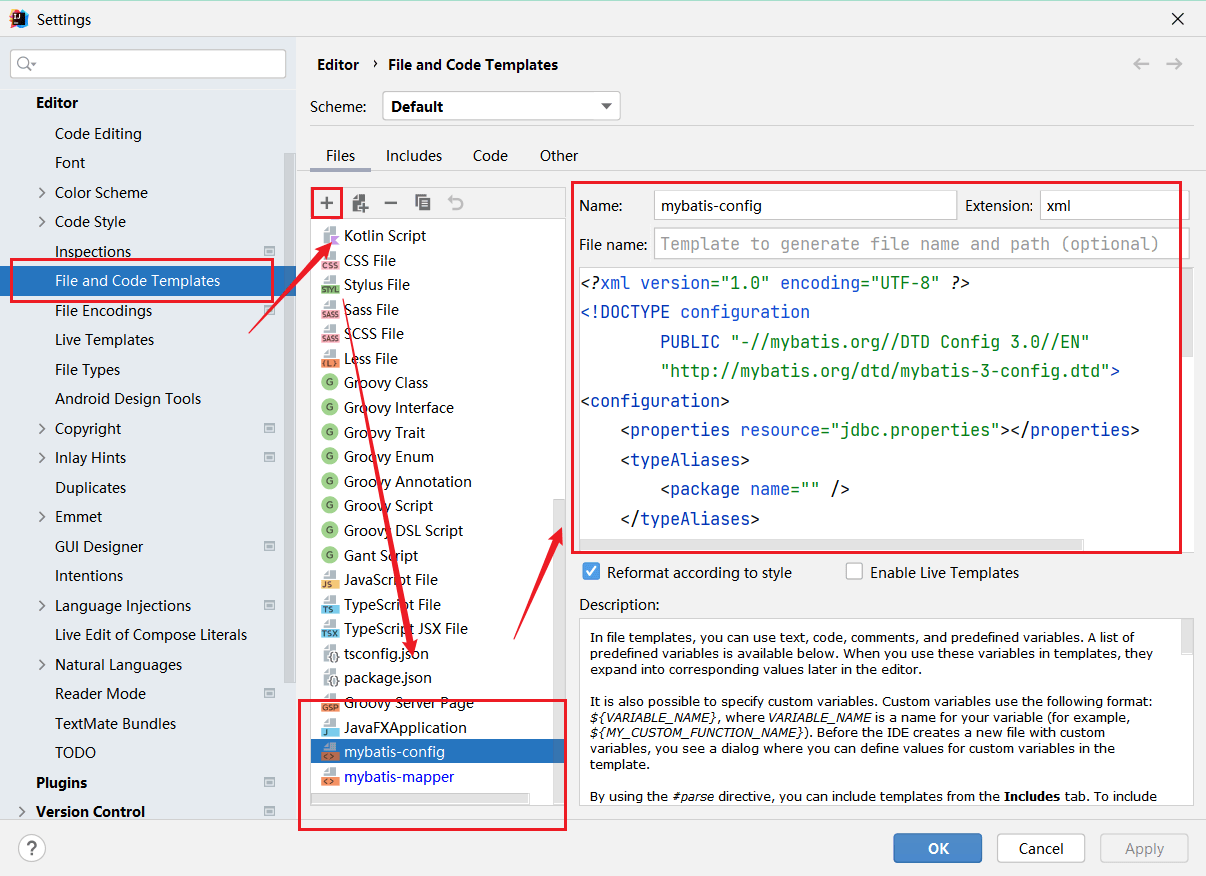 Settings
Editor
Code Editing
Font
Color Scheme
Code Style
Inspections
File and Code Templates
File Encodings
Live Templates
File Types
Android Design Tools
Copyright
Inlay Hints
Duplicates
Emmet
GUI Designer
Intentions
Language Injections
Live Edit of Compose Literals
Natural Languages
Reader Mode
TextMate Bundles
TODO
Plugins
Version Control
Editor › File and Code Templates
Scheme: Default
Files Includes Code Other
Kotlin Script
CSS File
Stylus File
Sass File
SCSS File
Less File
Groovy Class
Groovy Interface
Groovy Trait
Groovy Enum
Groovy Annotation
Groovy Script
Groovy DSL Script
Gant Script
JavaScript File
TypeScript File
TypeScript JSX File
tsconfig.json
package.json
Groovy Server Page
JavaFXApplication
mybatis-config
mybatis-mapper
Name: mybatis-config Extension: xml
File name: Template to generate file name and path (optional)
<?xml version="1.0" encoding="UTF-8" ?>
<!DOCTYPE configuration
PUBLIC "-//mybatis.org//DTD Config 3.0//EN"
"http://mybatis.org/dtd/mybatis-3-config.dtd">
<configuration>
<properties resource="jdbc.properties"></properties>
<typeAliases>
<package name="" />
</typeAliases>
Reformat according to style Enable Live Templates
Description:
In file templates, you can use text, code, comments, and predefined variables. A list of
predefined variables is available below. When you use these variables in templates, they
expand into corresponding values later in the editor.
It is also possible to specify custom variables. Custom variables use the following format:
${VARIABLE_NAME}, where VARIABLE_NAME is a name for your variable (for example,
${MY_CUSTOM_FUNCTION_NAME}). Before the IDE creates a new file with custom
variables, you see a dialog where you can define values for custom variables in the
template.
By using the #parse directive, you can include templates from the Includes tab. To include
? OK Cancel Apply